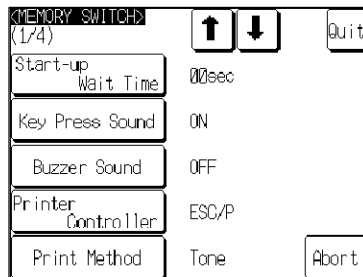 <MEMORY SWITCH>
(1/4)
Quit
Start-up
Wait Time
00sec
Key Press Sound
ON
Buzzer Sound
OFF
Printer
Controller
ESC/P
Print Method
Tone
Abort